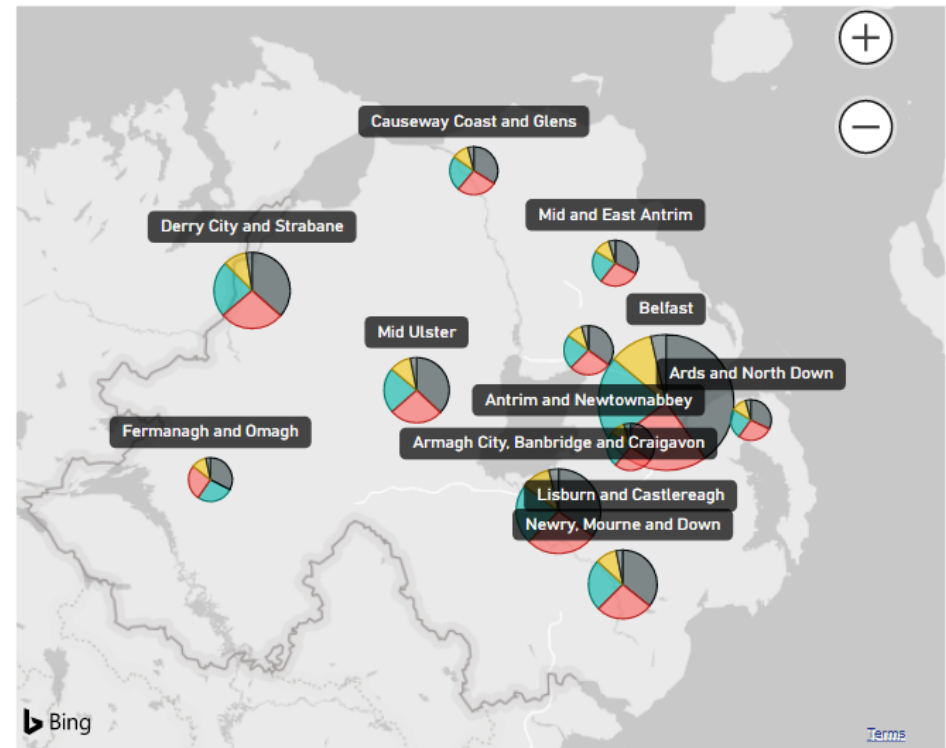 Causeway Coast and Glens
Mid and East Antrim
Derry City and Strabane
Belfast
Mid Ulster
Ards and North Down
Antrim and Newtownabbey
Fermanagh and Omagh
Armagh City, Banbridge and Craigavon
Lisburn and Castlereagh
Newry, Mourne and Down
Bing
Terms